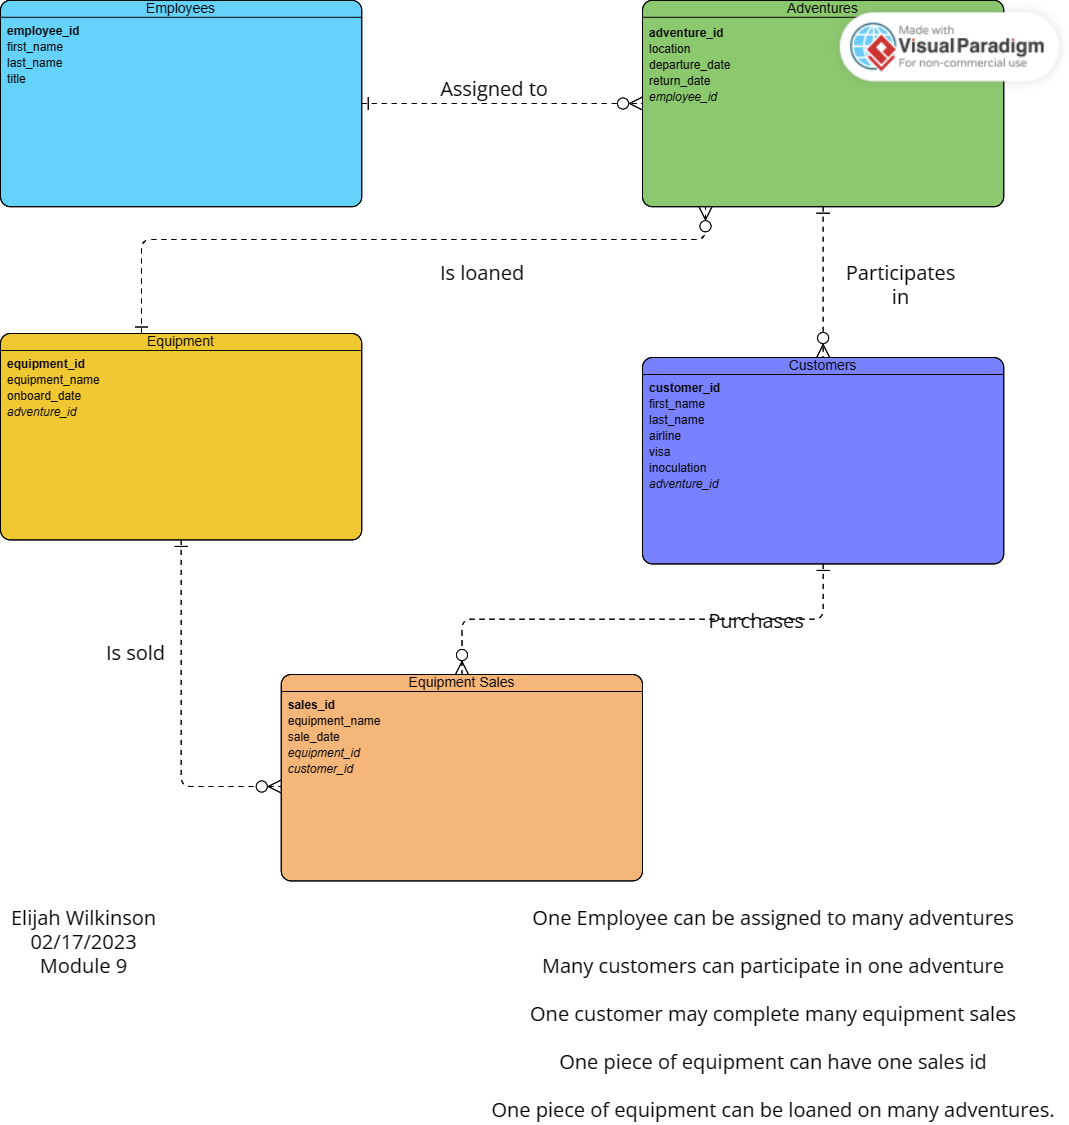 Employees
employee_id
first_name
last_name
title
Assigned to
Adventures
adventure_id
location
departure_date
return_date
employee_id
Made with
Visual Paradigm
For non-commercial use
Is loaned
Participates
in
Equipment
equipment_id
equipment_name
onboard_date
adventure_id
Customers
customer_id
first_name
last_name
airline
visa
inoculation
adventure_id
Purchases
Is sold
Equipment Sales
sales_id
equipment_name
sale_date
equipment_id
customer_id
Elijah Wilkinson
02/17/2023
Module 9
One Employee can be assigned to many adventures
Many customers can participate in one adventure
One customer may complete many equipment sales
One piece of equipment can have one sales id
One piece of equipment can be loaned on many adventures.